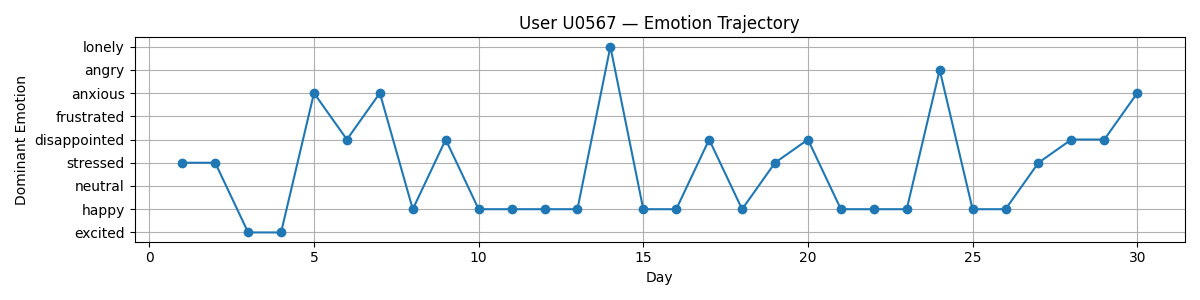 User U0567 — Emotion Trajectory
Dominant Emotion
lonely
angry
anxious
frustrated
disappointed
stressed
neutral
happy
excited
0 5 10 15 20 25 30
Day